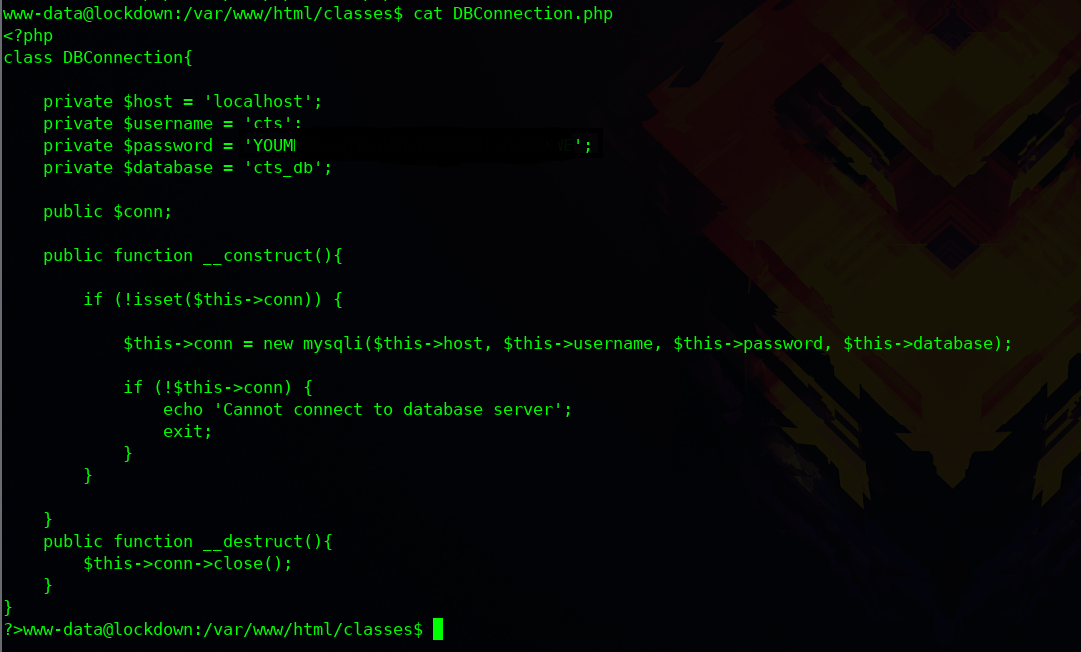 www-data@lockdown:/var/www/html/classes$ cat DBConnection.php
<?php
class DBConnection{
    private $host = 'localhost';
    private $username = 'cts';
    private $password = '                                ';
    private $database = 'cts_db';
    public $conn;
    public function __construct(){
        if (!isset($this->conn)) {
            $this->conn = new mysqli($this->host, $this->username, $this->password, $this->database);
            if (!$this->conn) {
                echo 'Cannot connect to database server';
                exit;
            }
        }
    }
    public function __destruct(){
        $this->conn->close();
    }
}
?>www-data@lockdown:/var/www/html/classes$